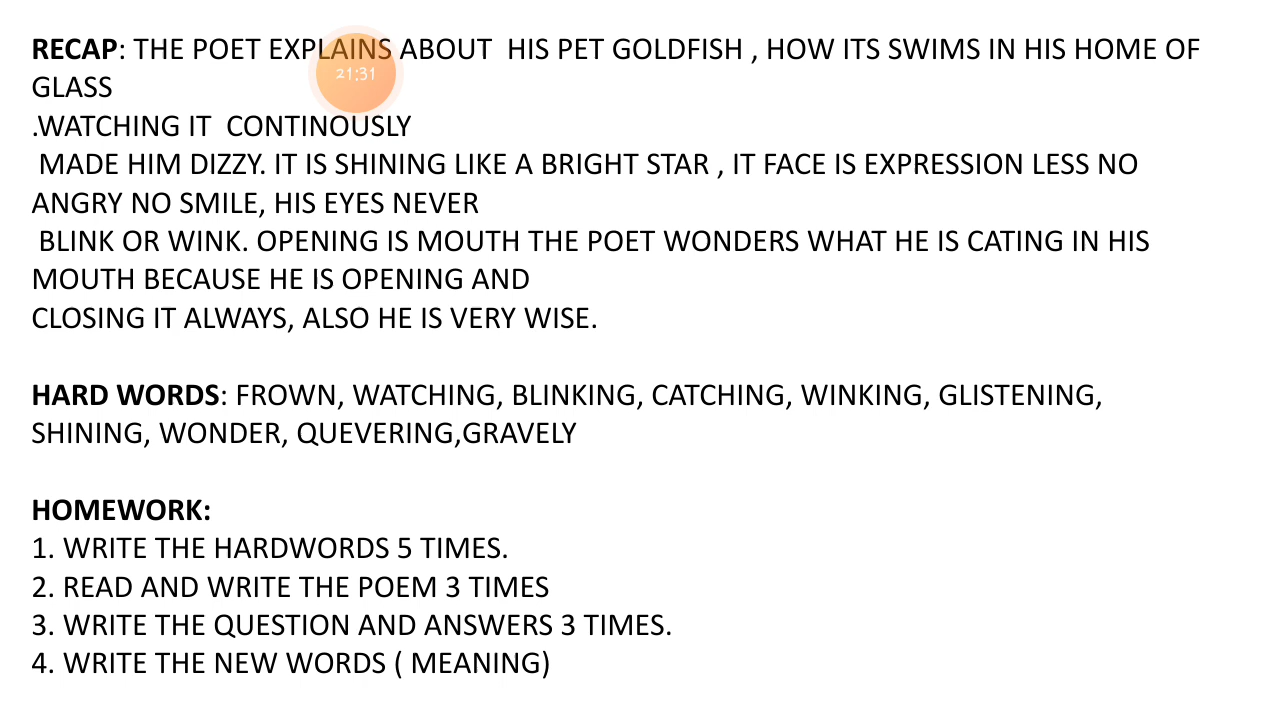 RECAP: THE POET EXPLAINS ABOUT  HIS PET GOLDFISH , HOW ITS SWIMS IN HIS HOME OF
21:31
GLASS
.WATCHING IT  CONTINOUSLY
MADE HIM DIZZY. IT IS SHINING LIKE A BRIGHT STAR , IT FACE IS EXPRESSION LESS NO
ANGRY NO SMILE, HIS EYES NEVER
BLINK OR WINK. OPENING IS MOUTH THE POET WONDERS WHAT HE IS CATING IN HIS
MOUTH BECAUSE HE IS OPENING AND
CLOSING IT ALWAYS, ALSO HE IS VERY WISE.
HARD WORDS: FROWN, WATCHING, BLINKING, CATCHING, WINKING, GLISTENING,
SHINING, WONDER, QUEVERING,GRAVELY
HOMEWORK:
1. WRITE THE HARDWORDS 5 TIMES.
2. READ AND WRITE THE POEM 3 TIMES
3. WRITE THE QUESTION AND ANSWERS 3 TIMES.
4. WRITE THE NEW WORDS ( MEANING)